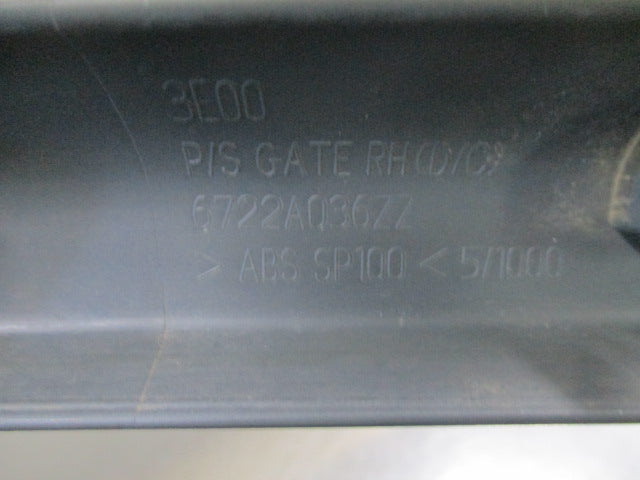 3E00
P/S GATE RH (D/C)
6722A036ZZ
> ABS SP100 < 5/1000